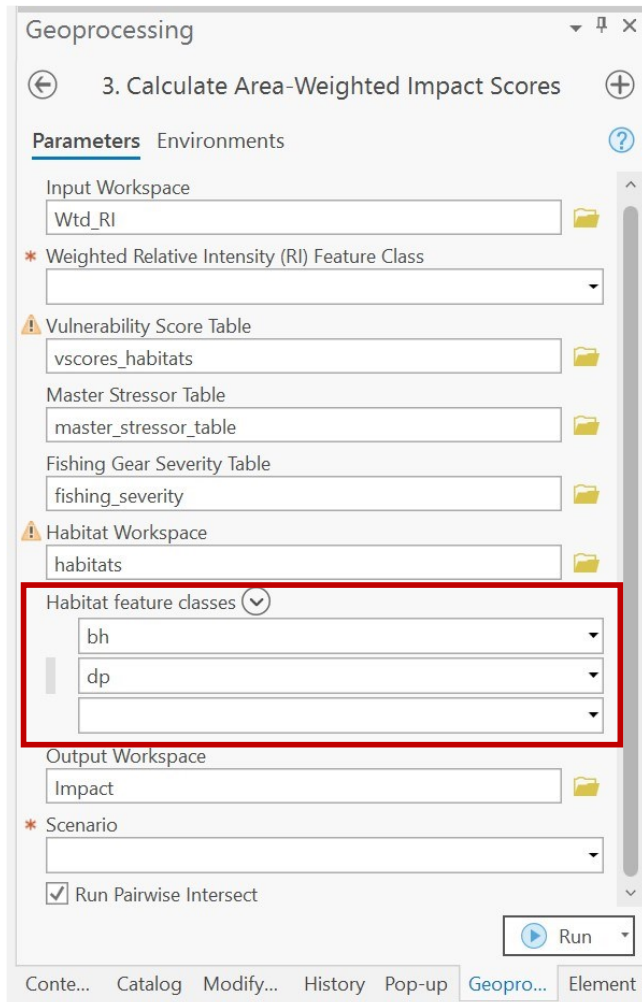 Geoprocessing
3. Calculate Area-Weighted Impact Scores
Parameters Environments
Input Workspace
Wtd_RI
* Weighted Relative Intensity (RI) Feature Class
Vulnerability Score Table
vscores_habitats
Master Stressor Table
master_stressor_table
Fishing Gear Severity Table
fishing_severity
Habitat Workspace
habitats
Habitat feature classes
bh
dp
Output Workspace
Impact
* Scenario
Run Pairwise Intersect
Run
Conte... Catalog Modify... History Pop-up Geopro... Element